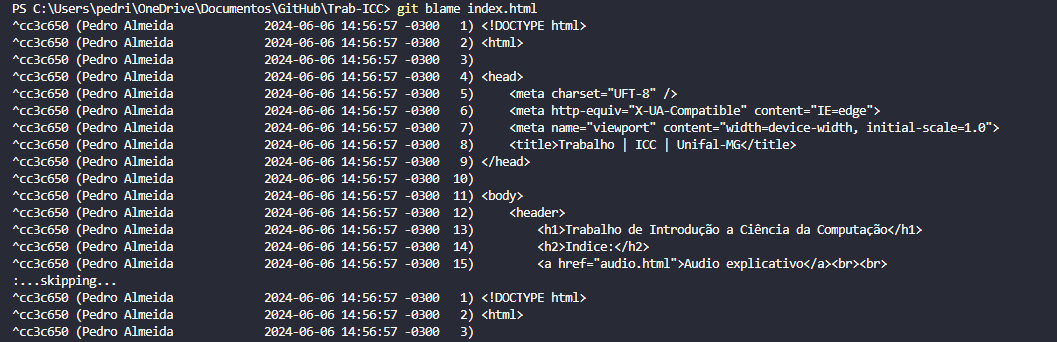 PS C:\Users\pedri\OneDrive\Documentos\GitHub\Trab-ICC> git blame index.html
^cc3c650 (Pedro Almeida            2024-06-06 14:56:57 -0300   1) <!DOCTYPE html>
^cc3c650 (Pedro Almeida            2024-06-06 14:56:57 -0300   2) <html>
^cc3c650 (Pedro Almeida            2024-06-06 14:56:57 -0300   3)
^cc3c650 (Pedro Almeida            2024-06-06 14:56:57 -0300   4) <head>
^cc3c650 (Pedro Almeida            2024-06-06 14:56:57 -0300   5)     <meta charset="UFT-8" />
^cc3c650 (Pedro Almeida            2024-06-06 14:56:57 -0300   6)     <meta http-equiv="X-UA-Compatible" content="IE=edge">
^cc3c650 (Pedro Almeida            2024-06-06 14:56:57 -0300   7)     <meta name="viewport" content="width=device-width, initial-scale=1.0">
^cc3c650 (Pedro Almeida            2024-06-06 14:56:57 -0300   8)     <title>Trabalho | ICC | Unifal-MG</title>
^cc3c650 (Pedro Almeida            2024-06-06 14:56:57 -0300   9) </head>
^cc3c650 (Pedro Almeida            2024-06-06 14:56:57 -0300  10)
^cc3c650 (Pedro Almeida            2024-06-06 14:56:57 -0300  11) <body>
^cc3c650 (Pedro Almeida            2024-06-06 14:56:57 -0300  12)     <header>
^cc3c650 (Pedro Almeida            2024-06-06 14:56:57 -0300  13)         <h1>Trabalho de Introdução a Ciência da Computação</h1>
^cc3c650 (Pedro Almeida            2024-06-06 14:56:57 -0300  14)         <h2>Indice:</h2>
^cc3c650 (Pedro Almeida            2024-06-06 14:56:57 -0300  15)         <a href="audio.html">Audio explicativo</a><br><br>
:...skipping...
^cc3c650 (Pedro Almeida            2024-06-06 14:56:57 -0300   1) <!DOCTYPE html>
^cc3c650 (Pedro Almeida            2024-06-06 14:56:57 -0300   2) <html>
^cc3c650 (Pedro Almeida            2024-06-06 14:56:57 -0300   3)